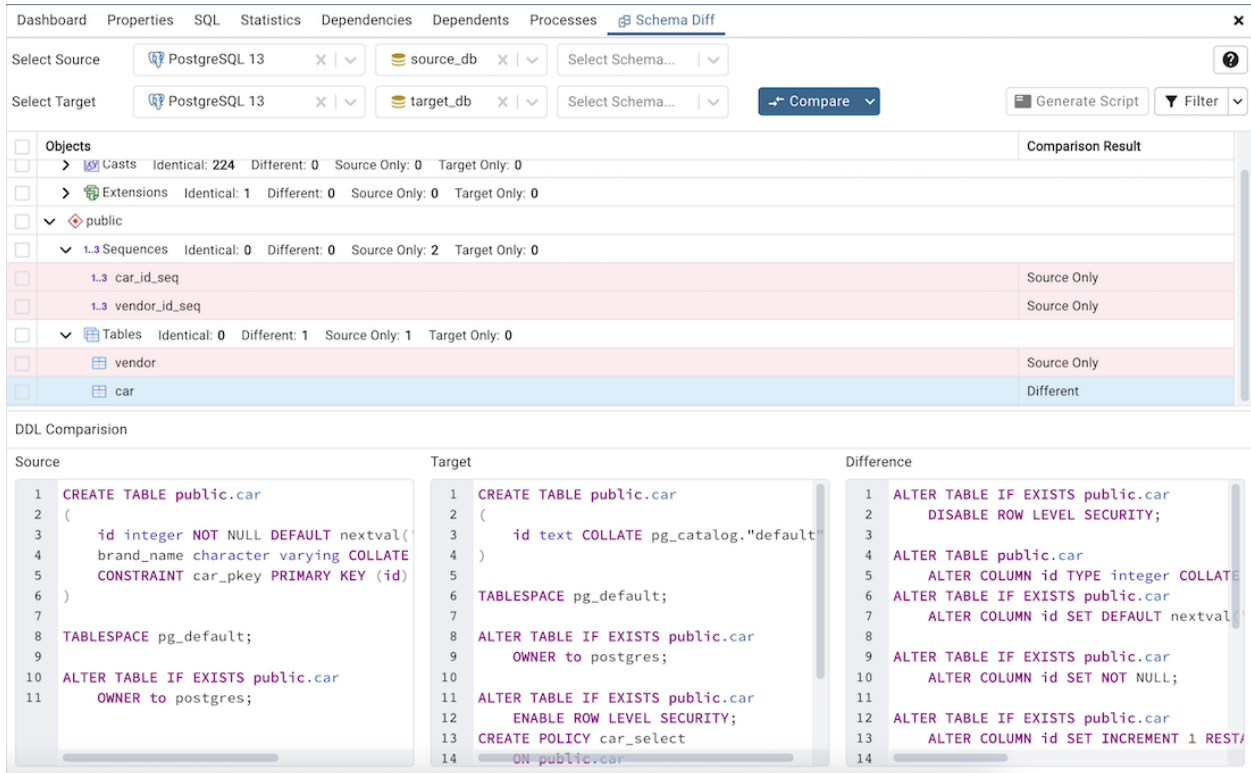 Dashboard Properties SQL Statistics Dependencies Dependents Processes Schema Diff
Select Source PostgreSQL 13 source_db Select Schema...
Select Target PostgreSQL 13 target_db Select Schema... Compare Generate Script Filter
Objects Comparison Result
Casts Identical: 224 Different: 0 Source Only: 0 Target Only: 0
Extensions Identical: 1 Different: 0 Source Only: 0 Target Only: 0
public
1..3 Sequences Identical: 0 Different: 0 Source Only: 2 Target Only: 0
1..3 car_id_seq Source Only
1..3 vendor_id_seq Source Only
Tables Identical: 0 Different: 1 Source Only: 1 Target Only: 0
vendor Source Only
car Different
DDL Comparision
Source
1 CREATE TABLE public.car
2 (
3 id integer NOT NULL DEFAULT nextval('
4 brand_name character varying COLLATE
5 CONSTRAINT car_pkey PRIMARY KEY (id)
6 )
7
8 TABLESPACE pg_default;
9
10 ALTER TABLE IF EXISTS public.car
11 OWNER to postgres;
Target
1 CREATE TABLE public.car
2 (
3 id text COLLATE pg_catalog."default"
4 )
5
6 TABLESPACE pg_default;
7
8 ALTER TABLE IF EXISTS public.car
9 OWNER to postgres;
10
11 ALTER TABLE IF EXISTS public.car
12 ENABLE ROW LEVEL SECURITY;
13 CREATE POLICY car_select
14 ON public.car
Difference
1 ALTER TABLE IF EXISTS public.car
2 DISABLE ROW LEVEL SECURITY;
3
4 ALTER TABLE public.car
5 ALTER COLUMN id TYPE integer COLLATE
6 ALTER TABLE IF EXISTS public.car
7 ALTER COLUMN id SET DEFAULT nextval('
8
9 ALTER TABLE IF EXISTS public.car
10 ALTER COLUMN id SET NOT NULL;
11
12 ALTER TABLE IF EXISTS public.car
13 ALTER COLUMN id SET INCREMENT 1 RESTA
14